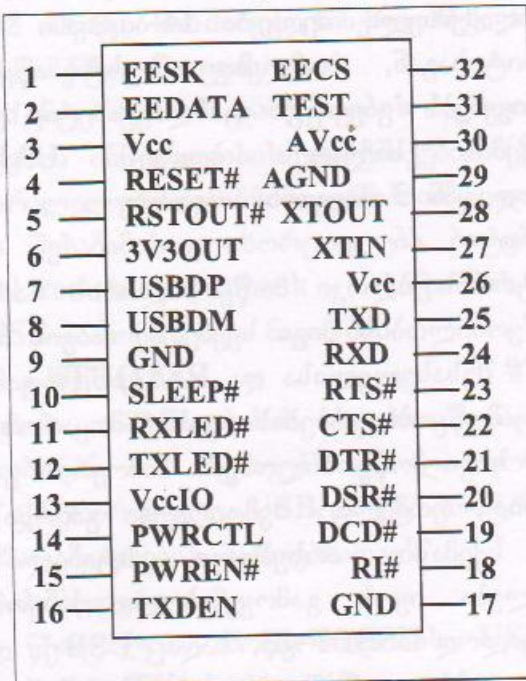 1 EESK EECS 32
2 EEDATA TEST 31
3 Vcc AVcc 30
4 RESET# AGND 29
5 RSTOUT# XTOUT 28
6 3V3OUT XTIN 27
7 USBDP Vcc 26
8 USBDM TXD 25
9 GND RXD 24
10 SLEEP# RTS# 23
11 RXLED# CTS# 22
12 TXLED# DTR# 21
13 VccIO DSR# 20
14 PWRCTL DCD# 19
15 PWREN# RI# 18
16 TXDEN GND 17